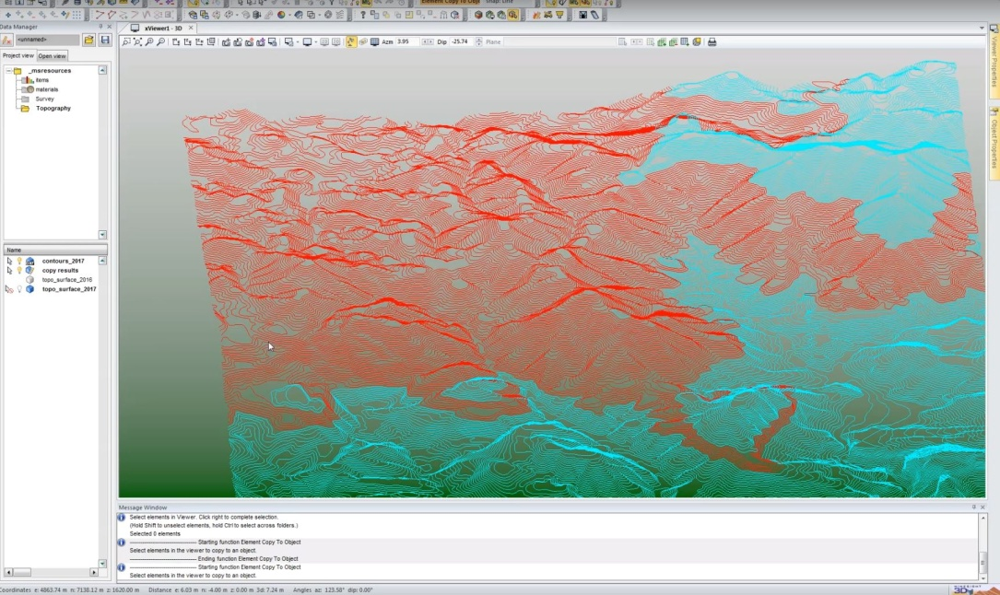 Element Copy To Obj
Snap: Line
Data Manager
<unnamed>
Project view
Open view
_msresources
items
materials
Survey
Topography
Name
contours_2017
copy results
topo_surface_2016
topo_surface_2017
xViewer1 - 3D
Azm 3.95
Dip -25.74
Plane
Viewer Properties
Object Properties
Message Window
Select elements in Viewer. Click right to complete selection.
(Hold Shift to unselect elements, hold Ctrl to select across folders.)
Selected 0 elements
Starting function Element Copy To Object
Select elements in the viewer to copy to an object.
Ending function Element Copy To Object
Starting function Element Copy To Object
Select elements in the viewer to copy to an object.
Coordinates e: 4863.74 m n: 7138.12 m z: 1620.00 m Distance e: 6.03 m n: -4.00 m z: 0.00 m 3d: 7.24 m Angles az: 123.58° dip: 0.00°